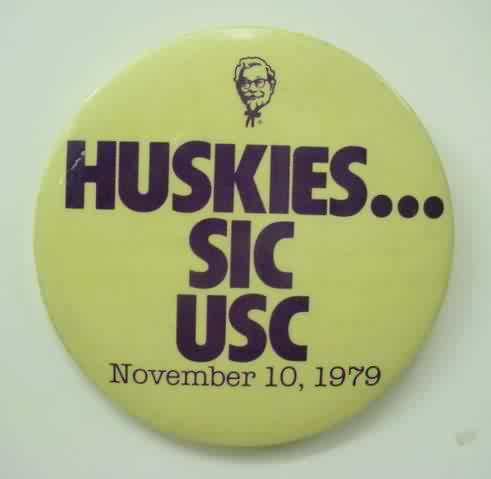 HUSKIES...
SIC
USC
November 10, 1979